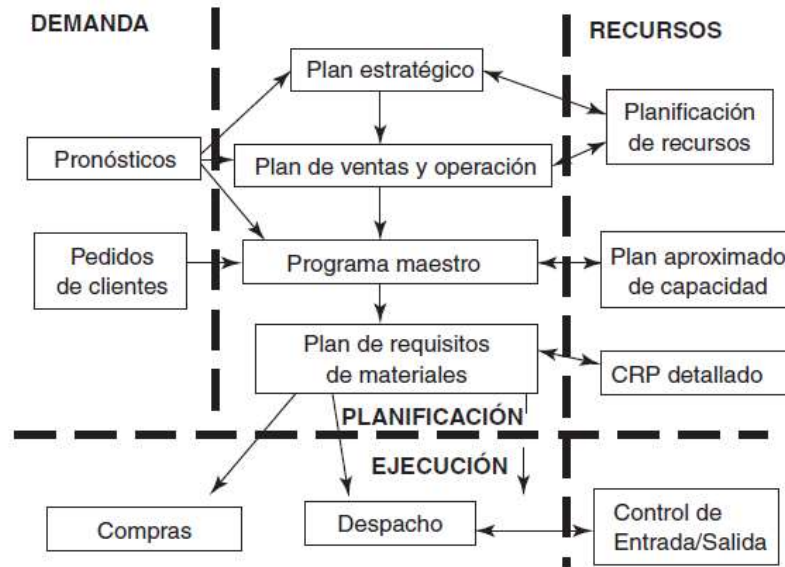 DEMANDA
RECURSOS
Plan estratégico
Planificación
de recursos
Pronósticos
Plan de ventas y operación
Pedidos
de clientes
Programa maestro
Plan aproximado
de capacidad
Plan de requisitos
de materiales
CRP detallado
PLANIFICACIÓN
EJECUCIÓN
Compras
Despacho
Control de
Entrada/Salida